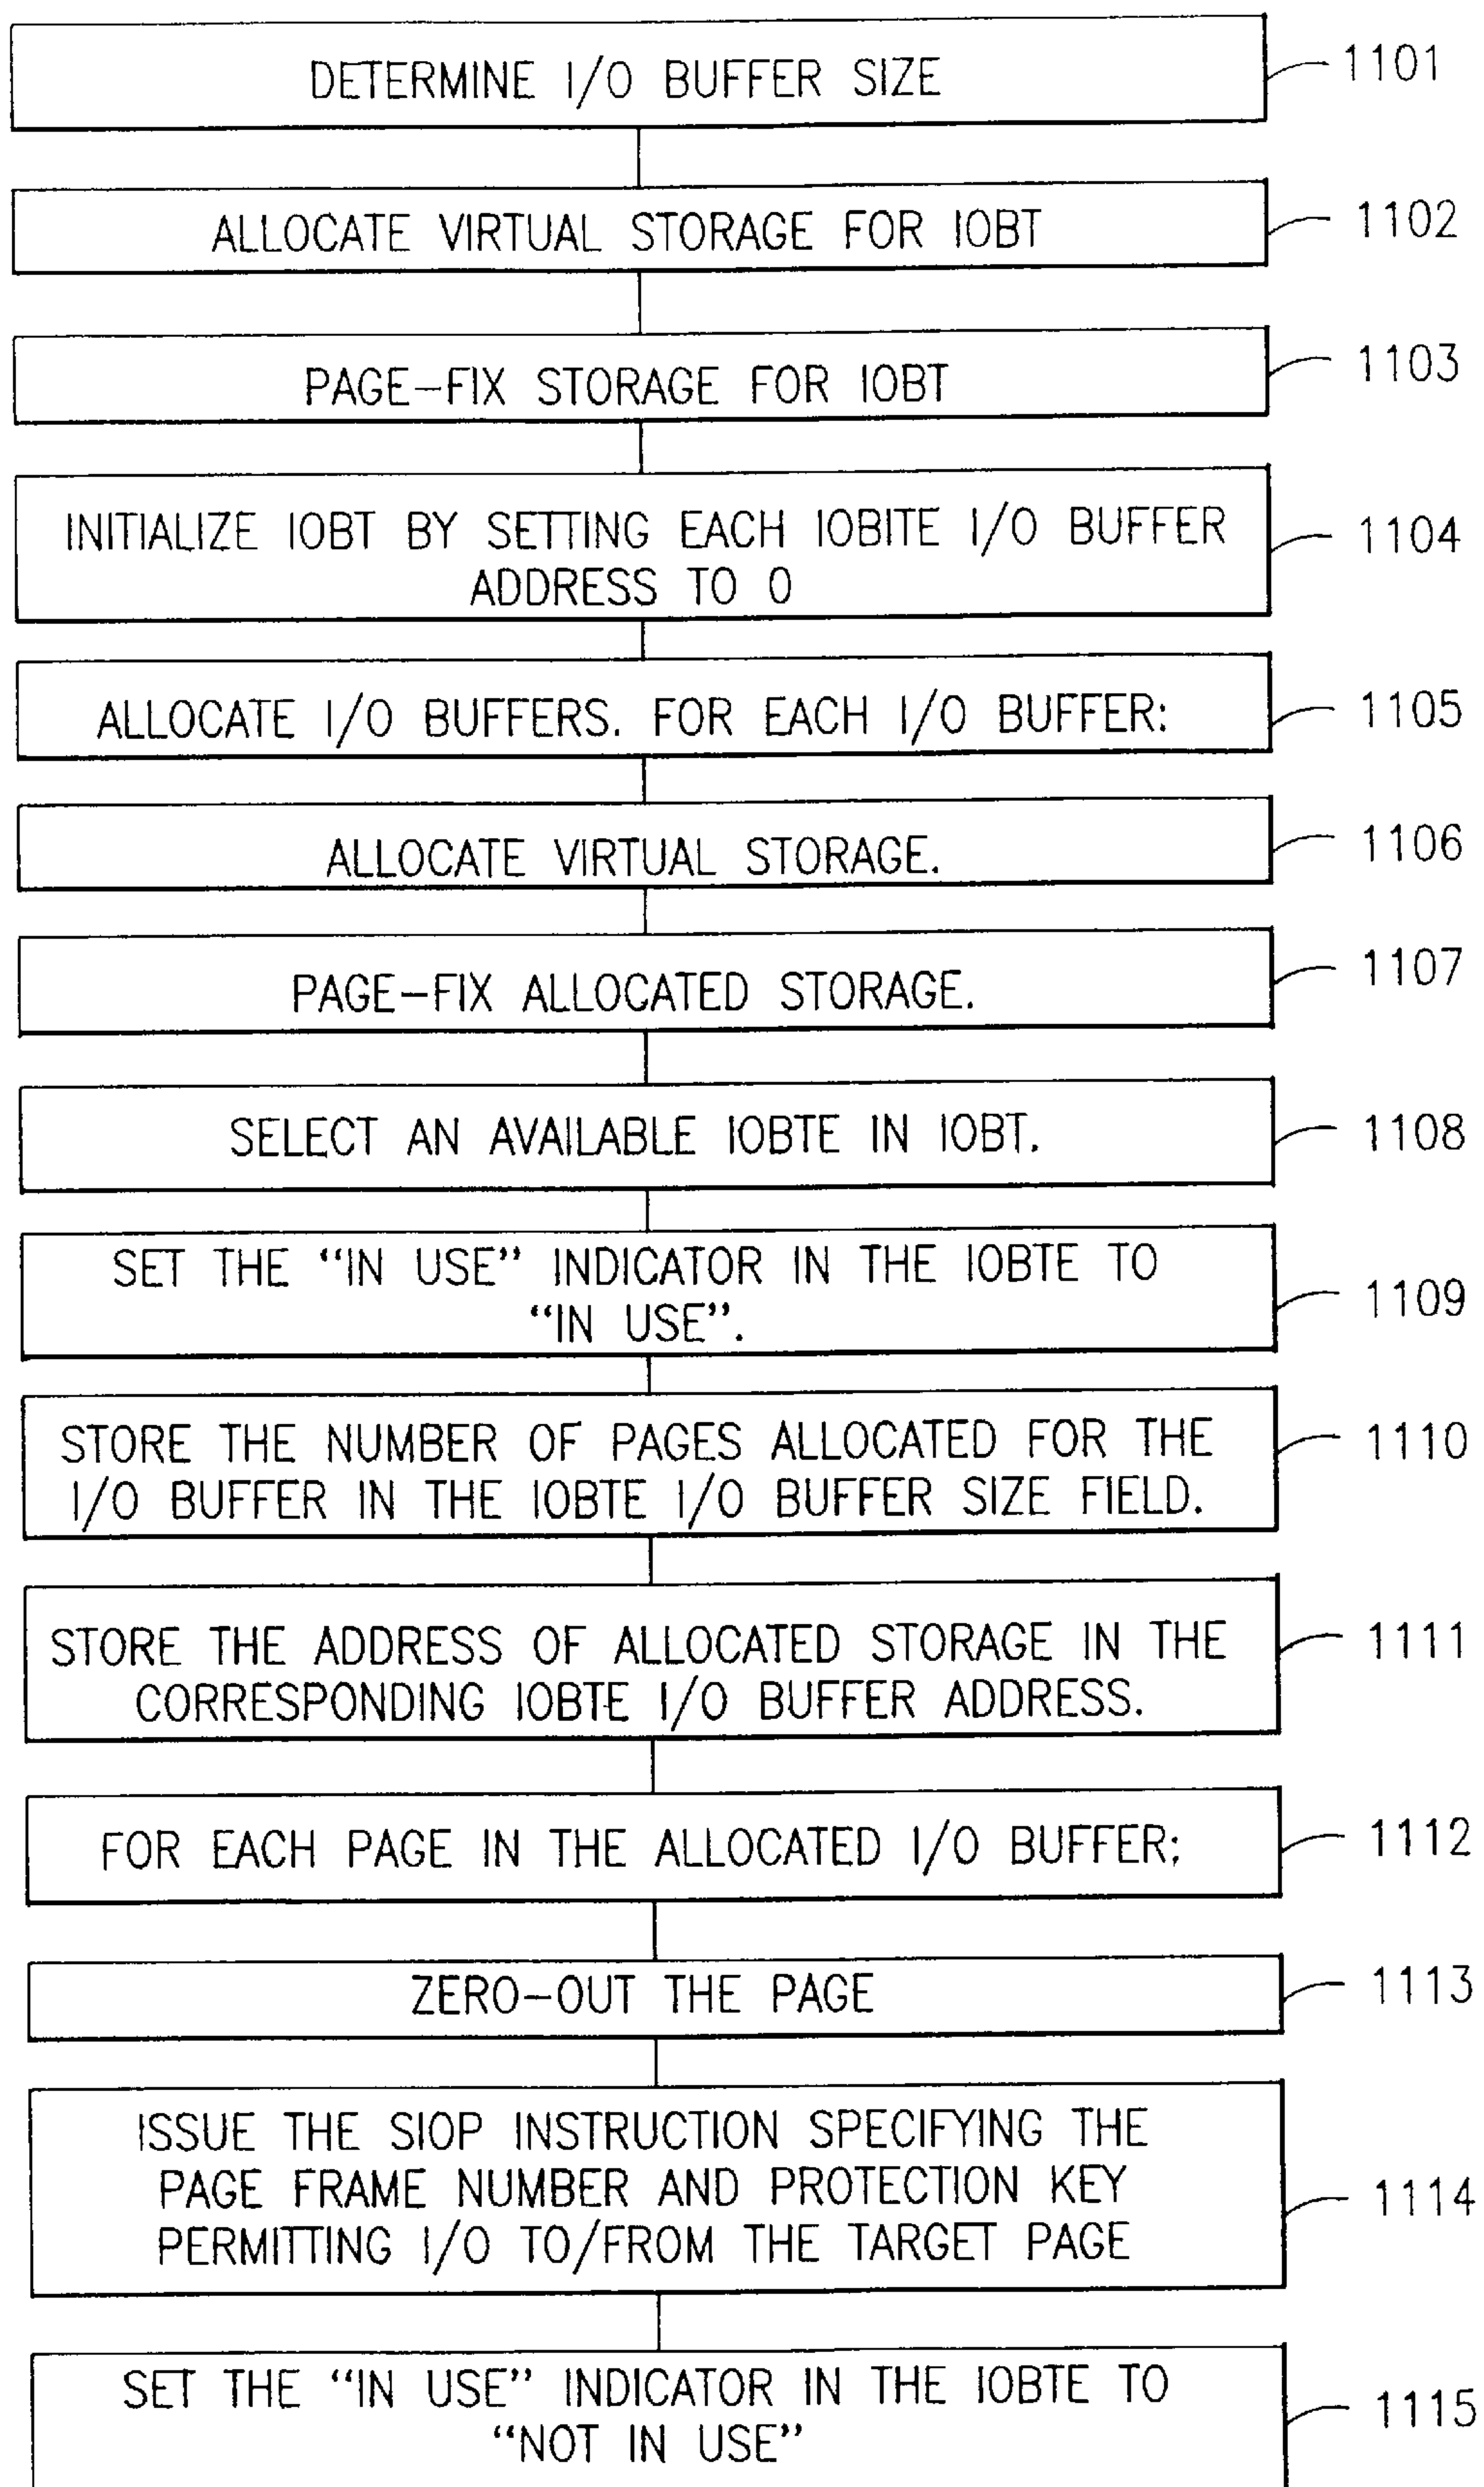 DETERMINE I/O BUFFER SIZE 1101
ALLOCATE VIRTUAL STORAGE FOR IOBT 1102
PAGE-FIX STORAGE FOR IOBT 1103
INITIALIZE IOBT BY SETTING EACH IOBITE I/O BUFFER
ADDRESS TO 0 1104
ALLOCATE I/O BUFFERS. FOR EACH I/O BUFFER: 1105
ALLOCATE VIRTUAL STORAGE. 1106
PAGE-FIX ALLOCATED STORAGE. 1107
SELECT AN AVAILABLE IOBTE IN IOBT. 1108
SET THE “IN USE” INDICATOR IN THE IOBTE TO
“IN USE”. 1109
STORE THE NUMBER OF PAGES ALLOCATED FOR THE
I/O BUFFER IN THE IOBTE I/O BUFFER SIZE FIELD. 1110
STORE THE ADDRESS OF ALLOCATED STORAGE IN THE
CORRESPONDING IOBTE I/O BUFFER ADDRESS. 1111
FOR EACH PAGE IN THE ALLOCATED I/O BUFFER; 1112
ZERO-OUT THE PAGE 1113
ISSUE THE SIOP INSTRUCTION SPECIFYING THE
PAGE FRAME NUMBER AND PROTECTION KEY
PERMITTING I/O TO/FROM THE TARGET PAGE 1114
SET THE “IN USE” INDICATOR IN THE IOBTE TO
“NOT IN USE” 1115